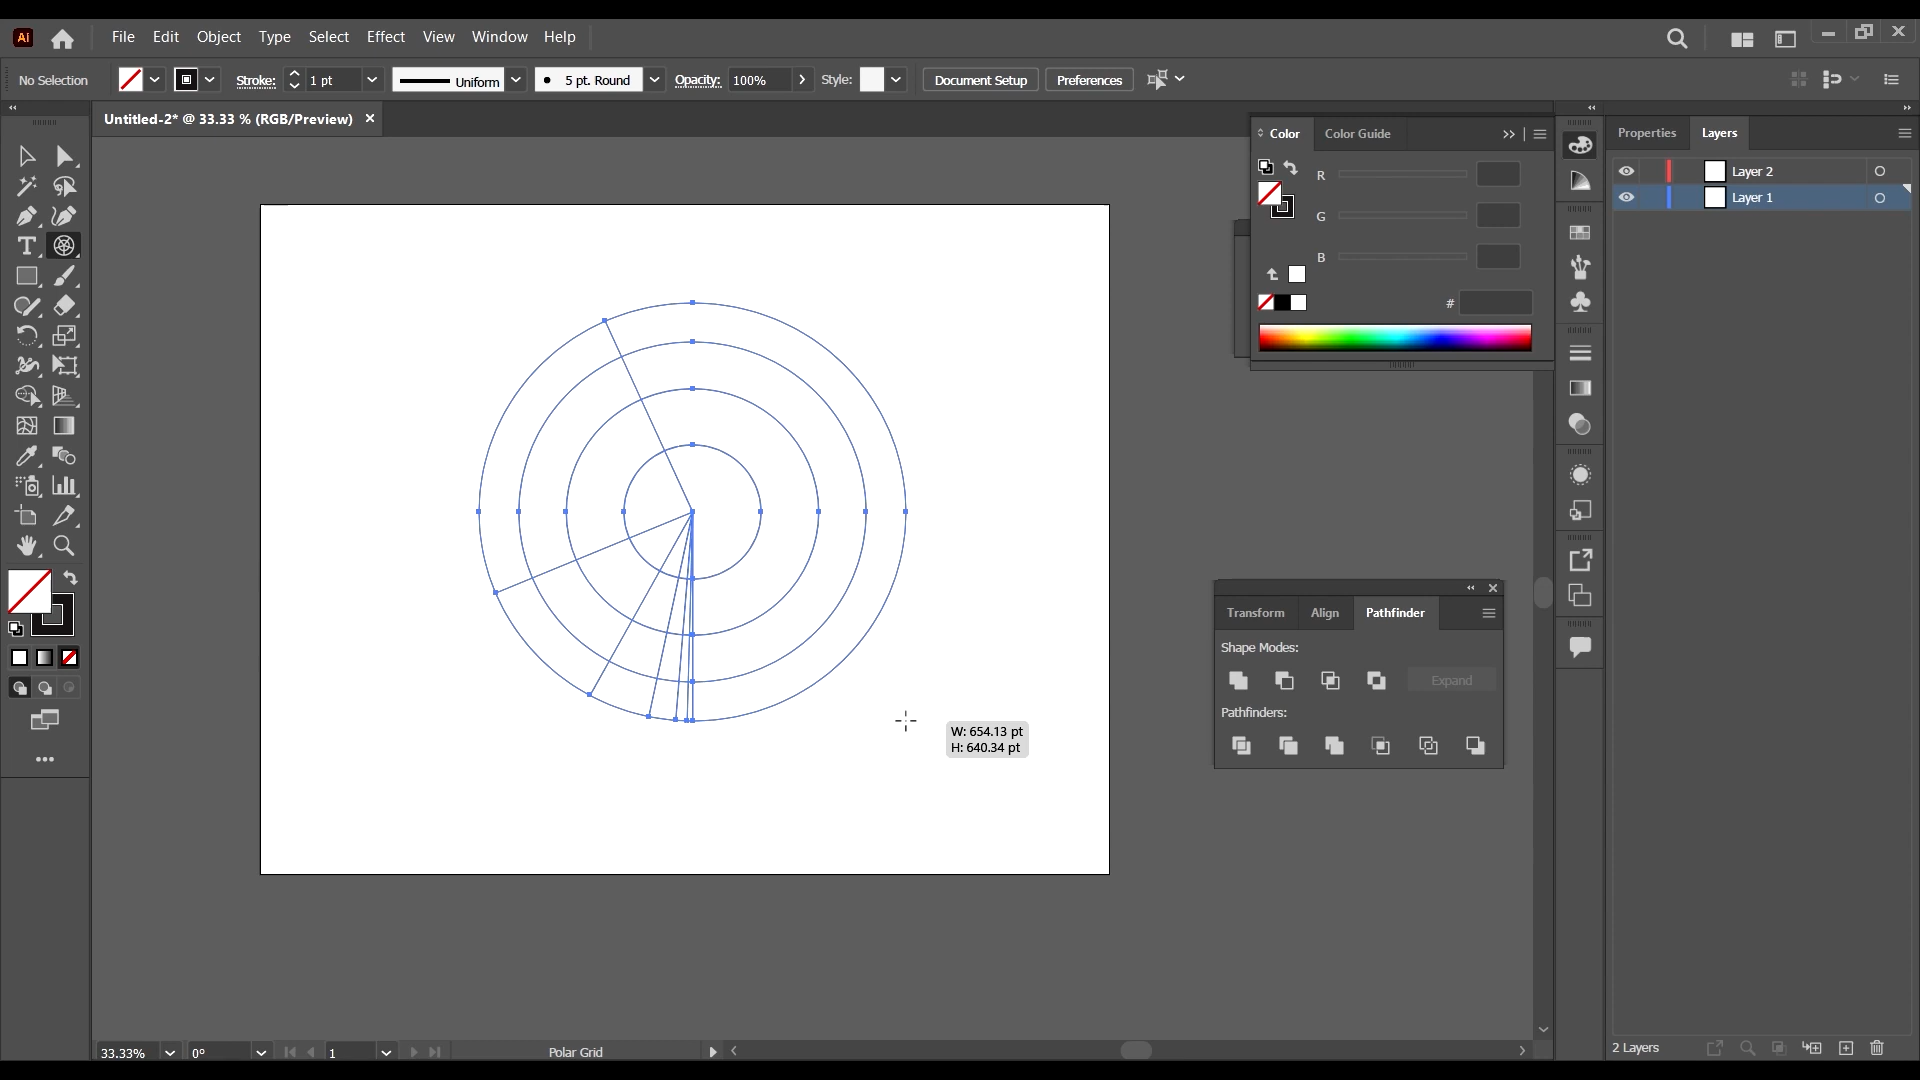 Ai File Edit Object Type Select Effect View Window Help
No Selection Stroke: 1 pt Uniform 5 pt. Round Opacity: 100% Style: Document Setup Preferences
Untitled-2* @ 33.33 % (RGB/Preview)
Color Color Guide
R
G
B
#
Properties Layers
Layer 2
Layer 1
W: 654.13 pt
H: 640.34 pt
Transform Align Pathfinder
Shape Modes:
Expand
Pathfinders:
33.33% 0° 1 Polar Grid
2 Layers